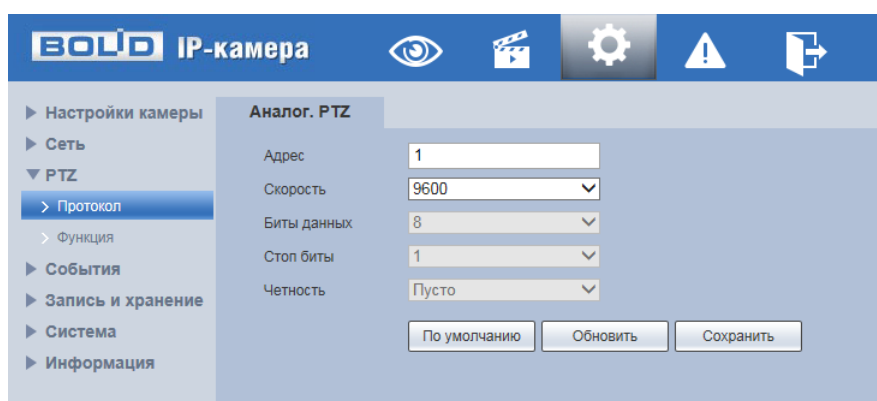 BOLID IP-камера
Настройки камеры
Сеть
PTZ
Протокол
Функция
События
Запись и хранение
Система
Информация
Аналог. PTZ
Адрес 1
Скорость 9600
Биты данных 8
Стоп биты 1
Четность Пусто
По умолчанию Обновить Сохранить